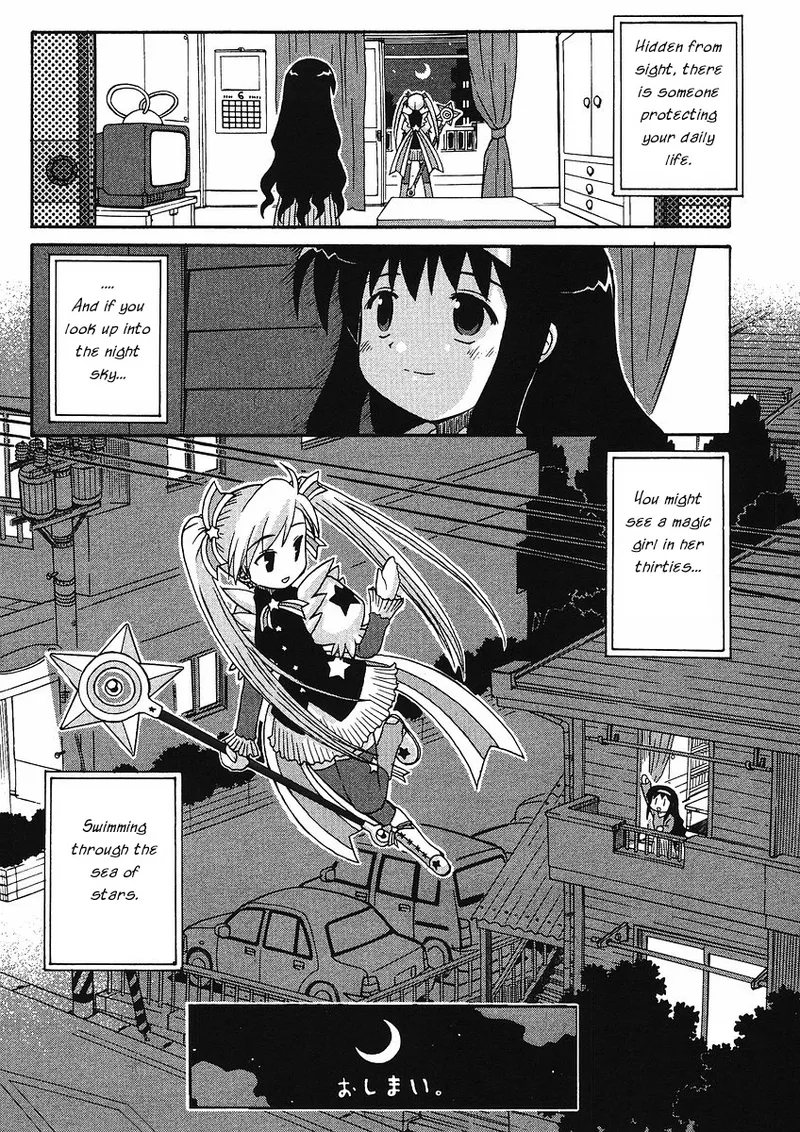 Hidden from
sight, there
is someone
protecting
your daily
life.
6
....
And if you
look up into
the night
sky...
You might
see a magic
girl in her
thirties...
Swimming
through the
sea of
stars.
おしまい。